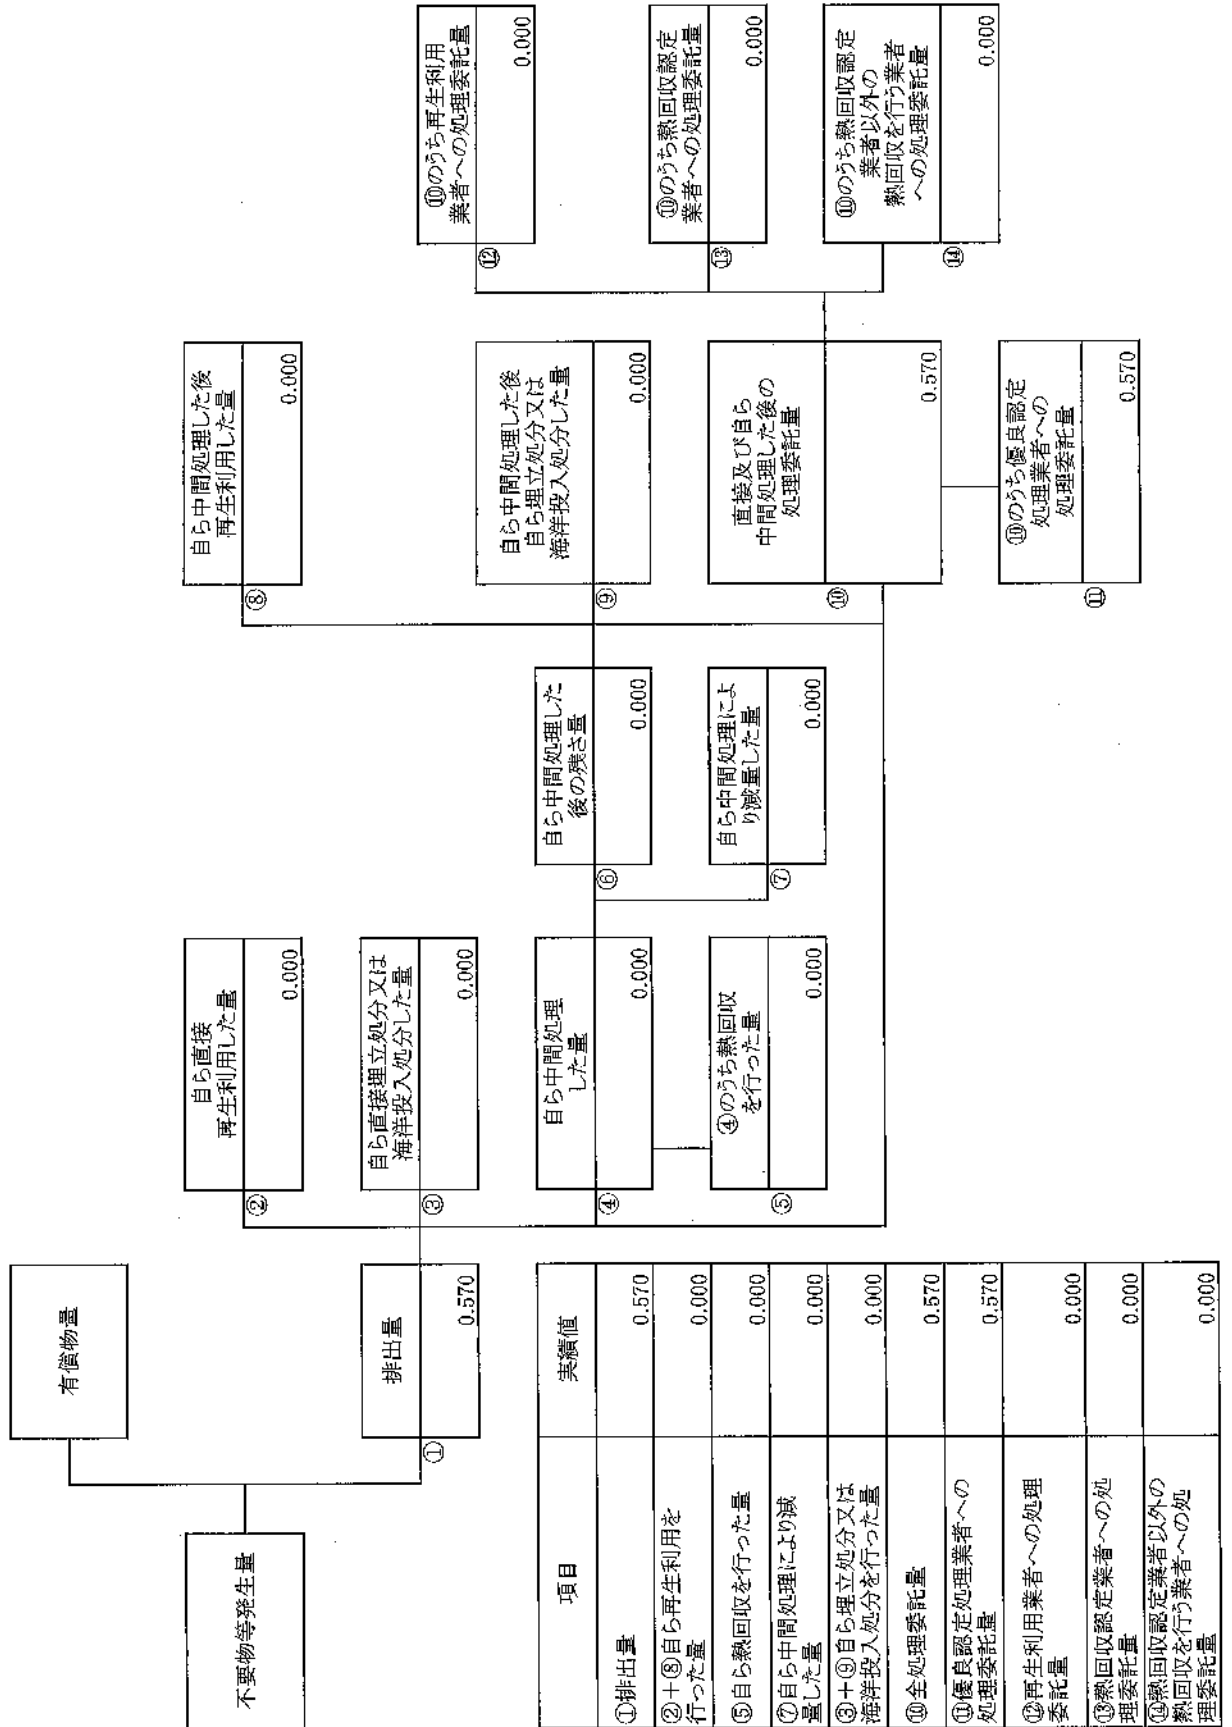 不要物等発生量
有償物量
排出量
①
0.570
自ら直接
再生利用した量
②
0.000
自ら直接埋立処分又は
海洋投入処分した量
③
0.000
自ら中間処理
した量
④
0.000
④のうち熱回収
を行った量
⑤
0.000
自ら中間処理した
後の残さ量
⑥
0.000
自ら中間処理によ
り減量した量
⑦
0.000
自ら中間処理した後
再生利用した量
⑧
0.000
自ら中間処理した後
自ら埋立処分又は
海洋投入処分した量
⑨
0.000
直接及び自ら
中間処理した後の
処理委託量
⑩
0.570
⑩のうち優良認定
処理業者への
処理委託量
⑪
0.570
⑩のうち再生利用
業者への処理委託量
⑫
0.000
⑩のうち熱回収認定
業者への処理委託量
⑬
0.000
⑩のうち熱回収認定
業者以外の
熱回収を行う業者
への処理委託量
⑭
0.000
項目 実績値
①排出量 0.570
②+⑧自ら再生利用を
行った量 0.000
⑤自ら熱回収を行った量 0.000
⑦自ら中間処理により減
量した量 0.000
③+⑨自ら埋立処分又は
海洋投入処分を行った量 0.000
⑩全処理委託量 0.570
⑪優良認定処理業者への
処理委託量 0.570
⑫再生利用業者への処理
委託量 0.000
⑬熱回収認定業者への処
理委託量 0.000
⑭熱回収認定業者以外の
熱回収を行う業者への処
理委託量 0.000